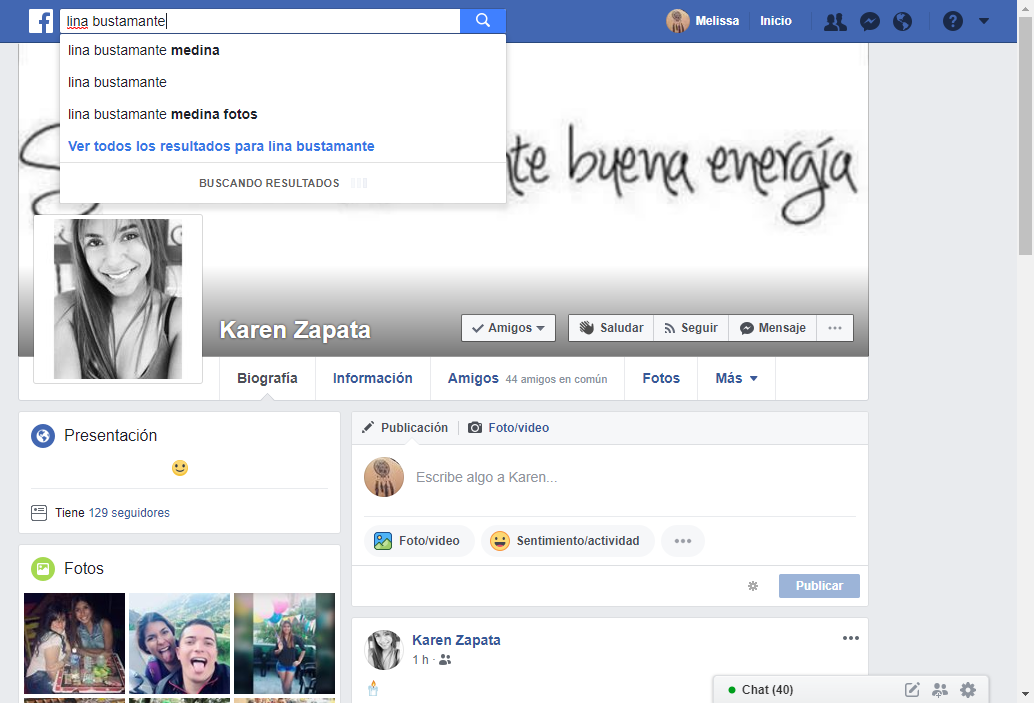 lina bustamante
Melissa
Inicio
lina bustamante medina
lina bustamante
lina bustamante medina fotos
Ver todos los resultados para lina bustamante
BUSCANDO RESULTADOS
te buena energía
Karen Zapata
Amigos
Saludar
Seguir
Mensaje
Biografía
Información
Amigos 44 amigos en común
Fotos
Más
Presentación
Tiene 129 seguidores
Fotos
Publicación
Foto/video
Escribe algo a Karen...
Foto/video
Sentimiento/actividad
Publicar
Karen Zapata
1 h ·
Chat (40)